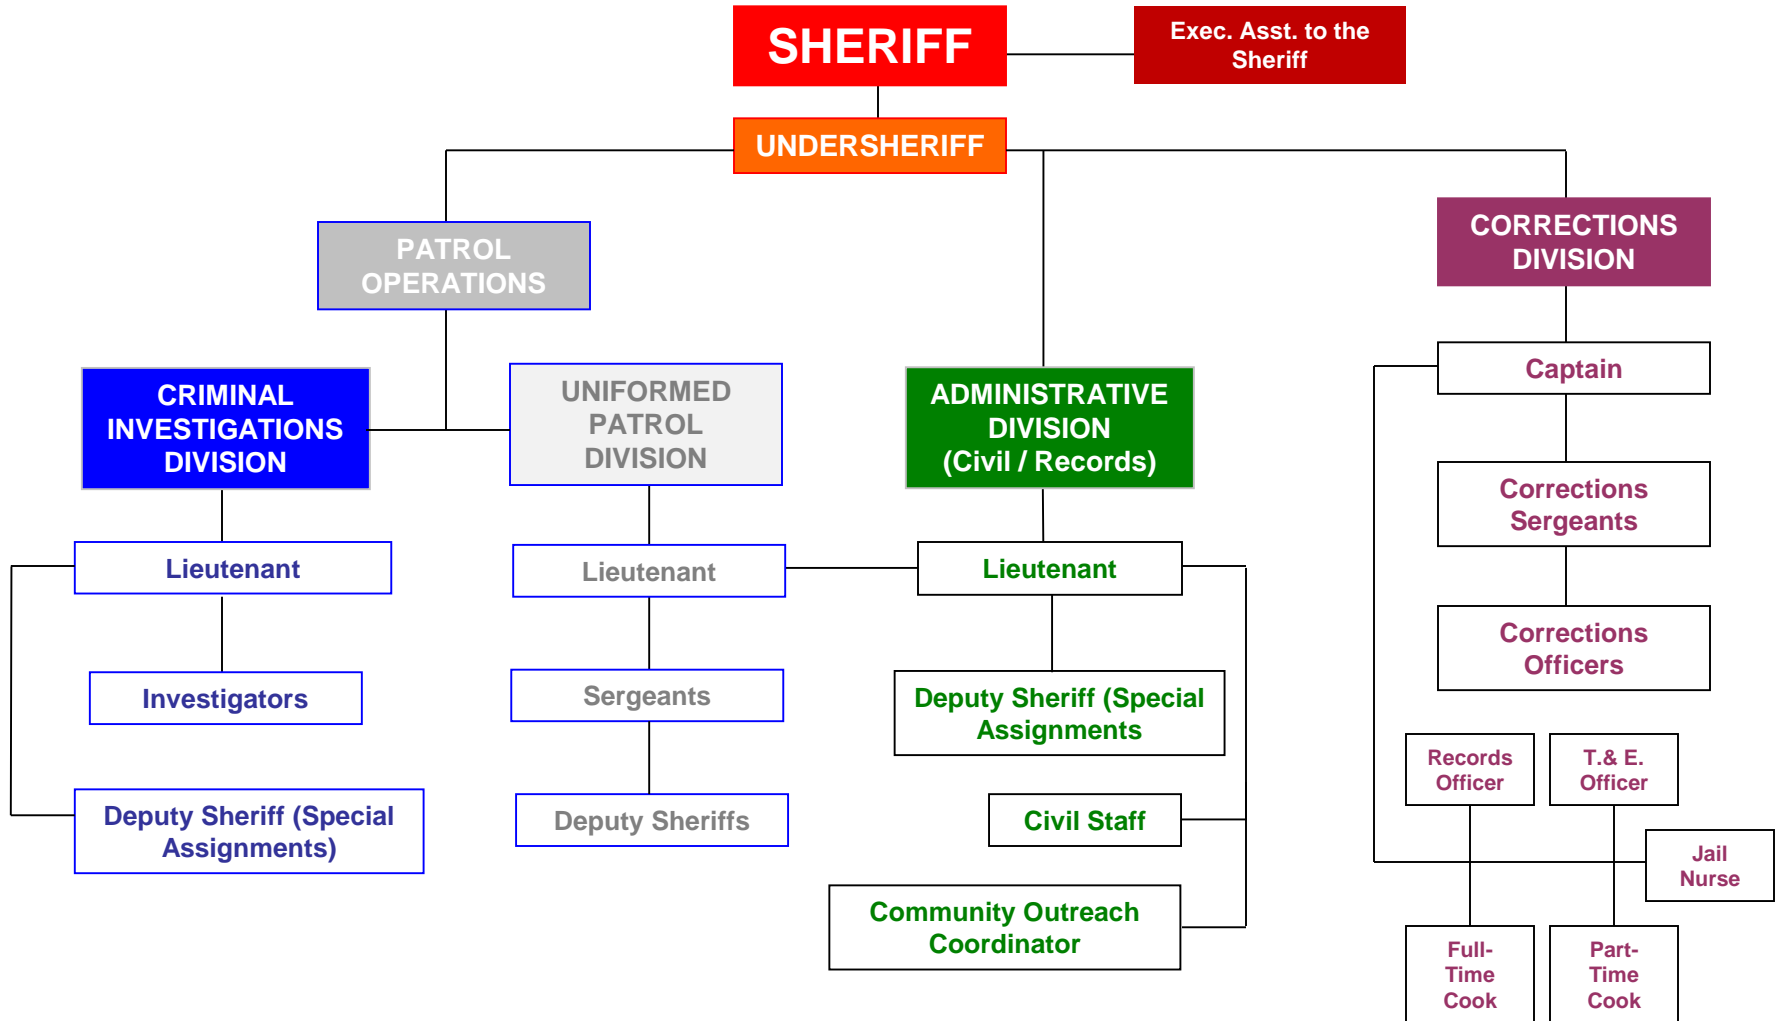 SHERIFF
Exec. Asst. to the
Sheriff
UNDERSHERIFF
PATROL
OPERATIONS
CORRECTIONS
DIVISION
CRIMINAL
INVESTIGATIONS
DIVISION
UNIFORMED
PATROL
DIVISION
ADMINISTRATIVE
DIVISION
(Civil / Records)
Captain
Corrections
Sergeants
Lieutenant
Lieutenant
Lieutenant
Corrections
Officers
Investigators
Sergeants
Deputy Sheriff (Special
Assignments
Records
Officer
T.& E.
Officer
Deputy Sheriff (Special
Assignments)
Deputy Sheriffs
Civil Staff
Jail
Nurse
Community Outreach
Coordinator
Full-
Time
Cook
Part-
Time
Cook